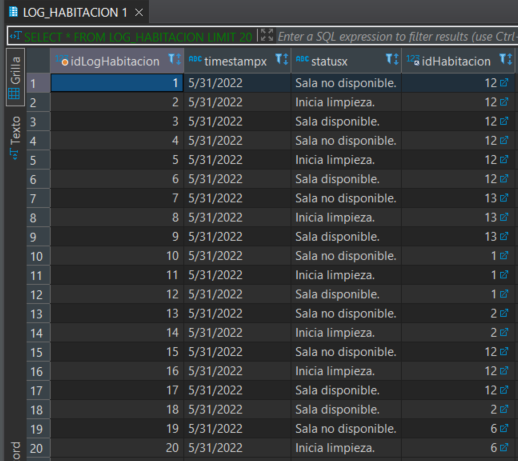 LOG_HABITACION 1 ×
SELECT * FROM LOG_HABITACION LIMIT 20 Enter a SQL expression to filter results (use Ctrl
123 idLogHabitacion ABC timestampx ABC statusx 123 idHabitacion
1 1 5/31/2022 Sala no disponible. 12
2 2 5/31/2022 Inicia limpieza. 12
3 3 5/31/2022 Sala disponible. 12
4 4 5/31/2022 Sala no disponible. 12
5 5 5/31/2022 Inicia limpieza. 12
6 6 5/31/2022 Sala disponible. 12
7 7 5/31/2022 Sala no disponible. 13
8 8 5/31/2022 Inicia limpieza. 13
9 9 5/31/2022 Sala disponible. 13
10 10 5/31/2022 Sala no disponible. 1
11 11 5/31/2022 Inicia limpieza. 1
12 12 5/31/2022 Sala disponible. 1
13 13 5/31/2022 Sala no disponible. 2
14 14 5/31/2022 Inicia limpieza. 2
15 15 5/31/2022 Sala no disponible. 12
16 16 5/31/2022 Inicia limpieza. 12
17 17 5/31/2022 Sala disponible. 12
18 18 5/31/2022 Sala disponible. 2
19 19 5/31/2022 Sala no disponible. 6
20 20 5/31/2022 Inicia limpieza. 6
Grilla
Texto
ord